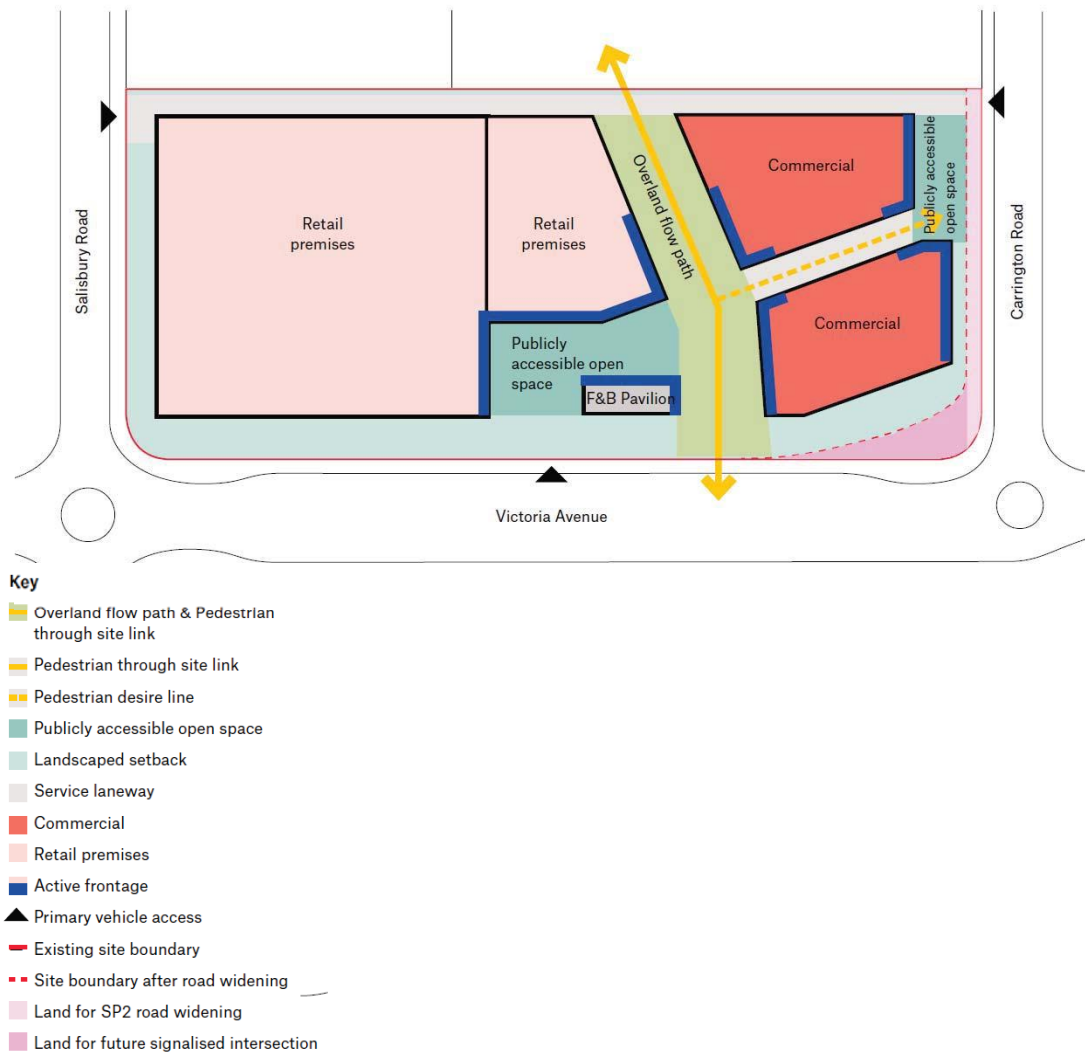 Overland flow path
Commercial
Publicly accessible
open space
Retail
premises
Retail
premises
Salisbury Road
Carrington Road
Commercial
Publicly
accessible open
space
F&B Pavilion
Victoria Avenue
Key
Overland flow path & Pedestrian
through site link
Pedestrian through site link
Pedestrian desire line
Publicly accessible open space
Landscaped setback
Service laneway
Commercial
Retail premises
Active frontage
Primary vehicle access
Existing site boundary
Site boundary after road widening
Land for SP2 road widening
Land for future signalised intersection